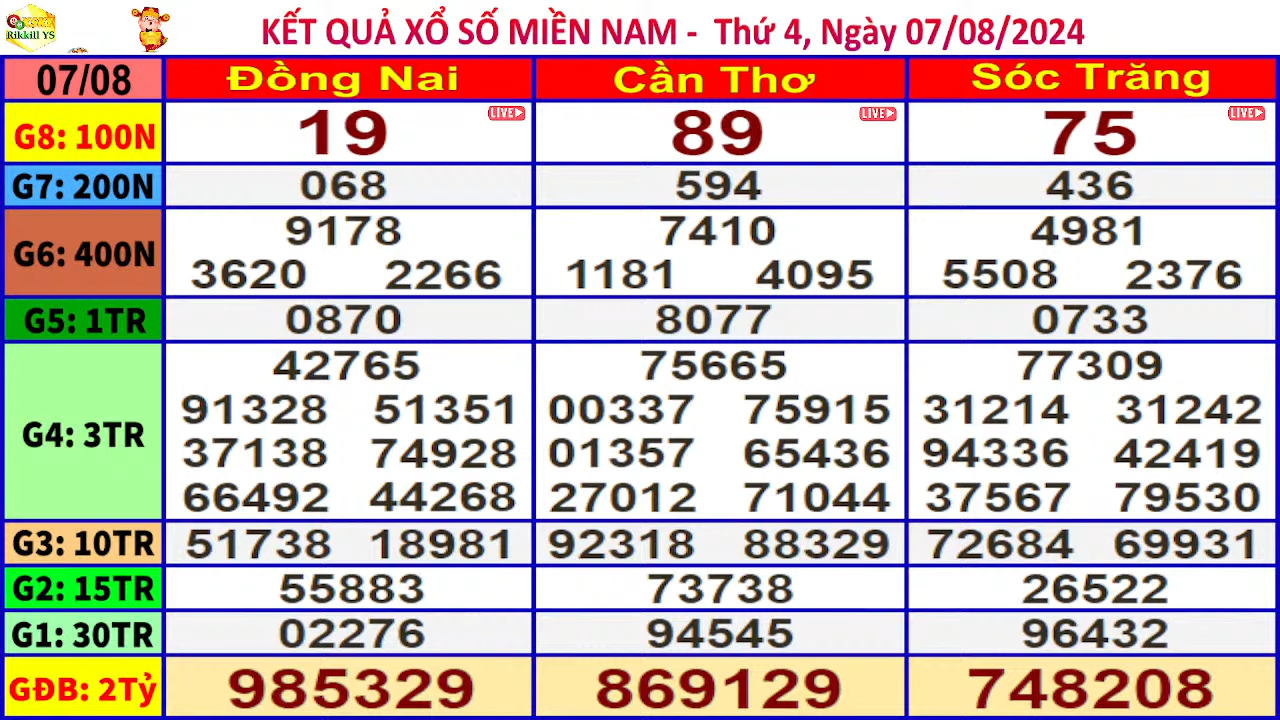 Rikkill YS
KẾT QUẢ XỔ SỐ MIỀN NAM - Thứ 4, Ngày 07/08/2024
07/08 Đồng Nai Cần Thơ Sóc Trăng
G8: 100N 19 LIVE 89 LIVE 75 LIVE
G7: 200N 068 594 436
9178 7410 4981
G6: 400N
3620 2266 1181 4095 5508 2376
G5: 1TR 0870 8077 0733
42765 75665 77309
91328 51351 00337 75915 31214 31242
G4: 3TR
37138 74928 01357 65436 94336 42419
66492 44268 27012 71044 37567 79530
G3: 10TR 51738 18981 92318 88329 72684 69931
G2: 15TR 55883 73738 26522
G1: 30TR 02276 94545 96432
GĐB: 2Tỷ 985329 869129 748208